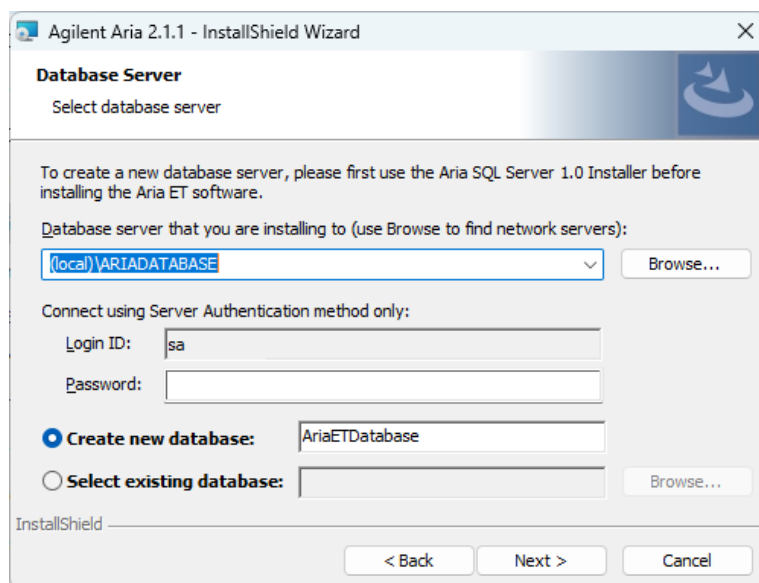 Agilent Aria 2.1.1 - InstallShield Wizard
Database Server
Select database server
To create a new database server, please first use the Aria SQL Server 1.0 Installer before
installing the Aria ET software.
Database server that you are installing to (use Browse to find network servers):
(local)\ARIADATABASE
Browse...
Connect using Server Authentication method only:
Login ID: sa
Password:
Create new database: AriaETDatabase
Select existing database: Browse...
InstallShield
< Back Next > Cancel